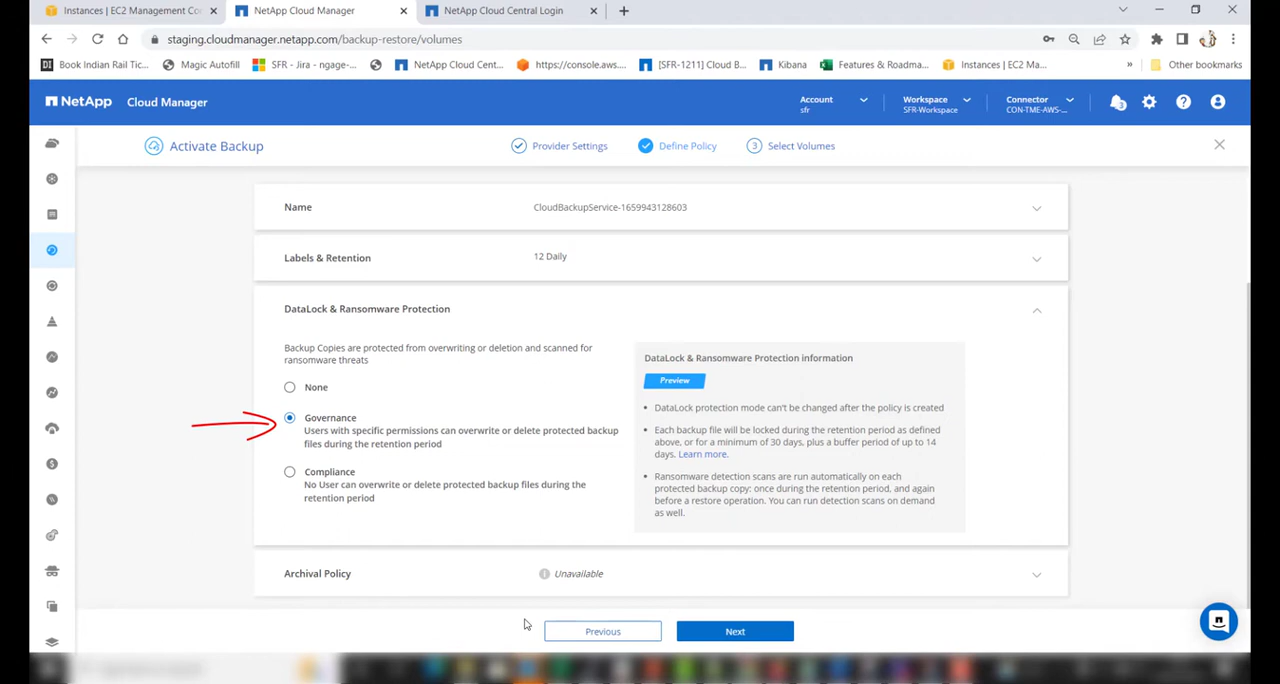 Instances | EC2 Management Co
NetApp Cloud Manager
NetApp Cloud Central Login
staging.cloudmanager.netapp.com/backup-restore/volumes
Book Indian Rail Tic...
Magic Autofill
SFR - Jira - ngage-...
NetApp Cloud Cent...
https://console.aws....
[SFR-1211] Cloud B...
Kibana
Features & Roadma...
Instances | EC2 Ma...
»
Other bookmarks
NetApp
Cloud Manager
Account
sfr
Workspace
SFR-Workspace
Connector
CON-TME-AWS-...
3
Activate Backup
Provider Settings
Define Policy
3 Select Volumes
Name
CloudBackupService-1659943128603
Labels & Retention
12 Daily
DataLock & Ransomware Protection
Backup Copies are protected from overwriting or deletion and scanned for
ransomware threats
None
Governance
Users with specific permissions can overwrite or delete protected backup
files during the retention period
Compliance
No User can overwrite or delete protected backup files during the
retention period
DataLock & Ransomware Protection information
Preview
• DataLock protection mode can't be changed after the policy is created
• Each backup file will be locked during the retention period as defined
above, or for a minimum of 30 days, plus a buffer period of up to 14
days. Learn more.
• Ransomware detection scans are run automatically on each
protected backup copy: once during the retention period, and again
before a restore operation. You can run detection scans on demand
as well.
Archival Policy
Unavailable
Previous
Next